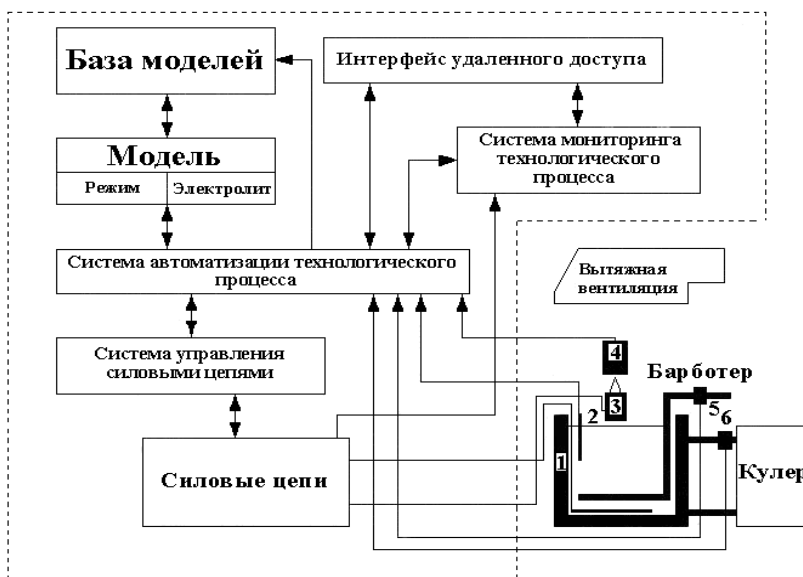 База моделей
Интерфейс удаленного доступа
Модель
Режим
Электролит
Система мониторинга
технологического
процесса
Система автоматизации технологического
процесса
Вытяжная
вентиляция
Система управления
силовыми цепями
Силовые цепи
4
3
2
1
Барботер
5
6
Кулер